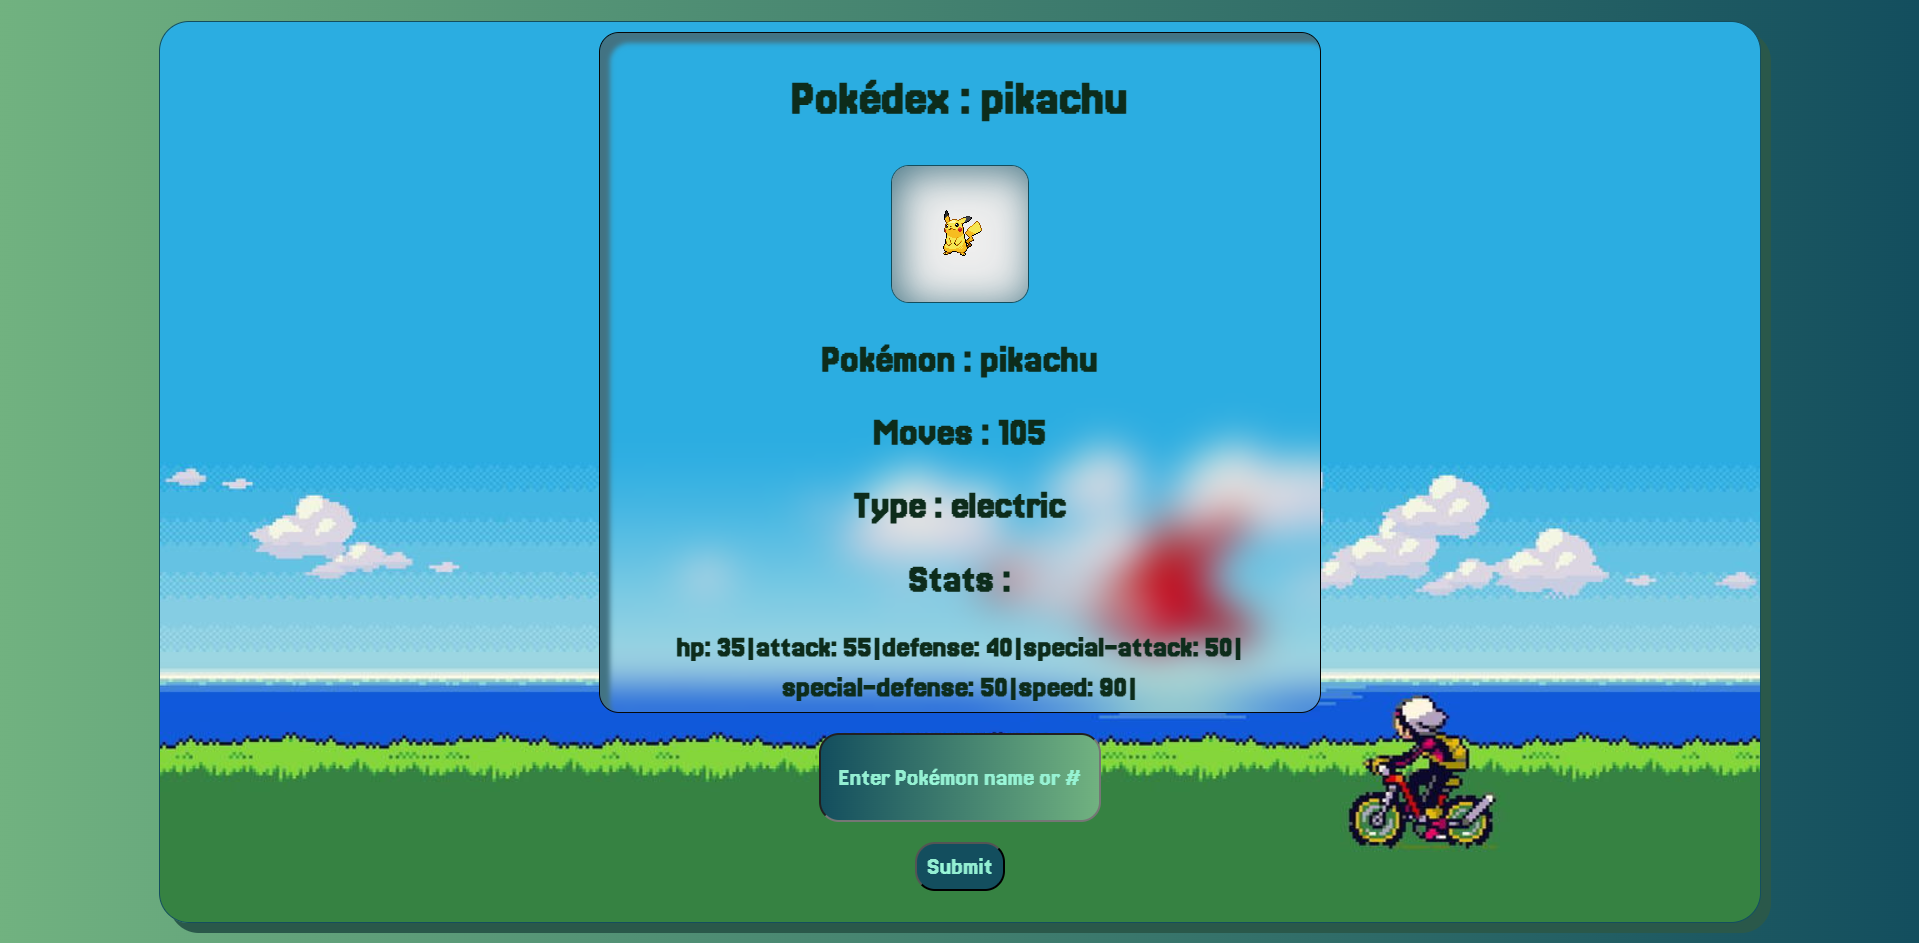 Pokédex : pikachu
Pokémon : pikachu
Moves : 105
Type : electric
Stats :
hp: 35|attack: 55|defense: 40|special-attack: 50|
special-defense: 50|speed: 90|
Enter Pokémon name or #
Submit